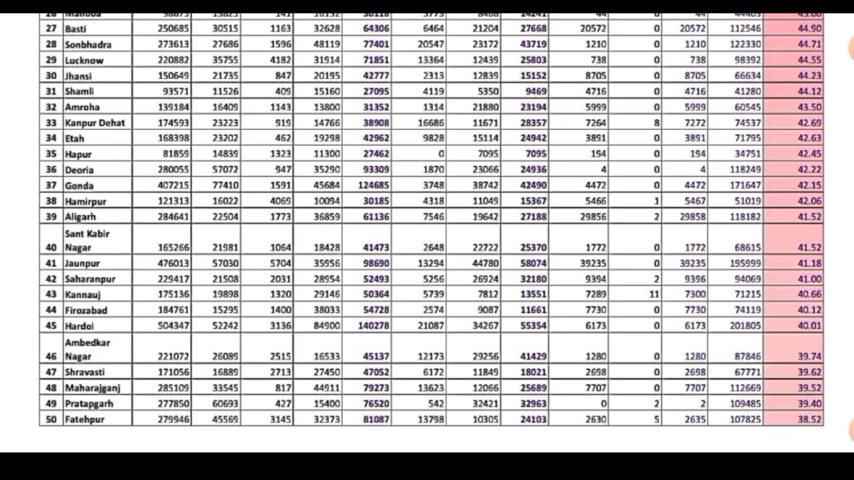 27 Basti 250685 30515 1163 32628 64306 6464 21204 27668 20572 0 20572 112546 44.90
28 Sonbhadra 273613 27686 1596 48119 77401 20547 23172 43719 1210 0 1210 122330 44.71
29 Lucknow 220882 35755 4182 31914 71851 13364 12439 25803 738 0 738 98392 44.55
30 Jhansi 150649 21735 847 20195 42777 2313 12839 15152 8705 0 8705 66634 44.23
31 Shamli 93571 11526 409 15160 27095 4119 5350 9469 4716 0 4716 41280 44.12
32 Amroha 139184 16409 1143 13800 31352 1314 21880 23194 5999 0 5999 60545 43.50
33 Kanpur Dehat 174593 23223 919 14766 38908 16686 11671 28357 7264 8 7272 74537 42.69
34 Etah 168398 23202 462 19298 42962 9828 15114 24942 3891 0 3891 71795 42.63
35 Hapur 81859 14839 1323 11300 27462 0 7095 7095 194 0 194 34751 42.45
36 Deoria 280055 57072 947 35290 93309 1870 23066 24936 4 0 4 118249 42.22
37 Gonda 407215 77410 1591 45684 124685 3748 38742 42490 4472 0 4472 171647 42.15
38 Hamirpur 121313 16022 4069 10094 30185 4318 11049 15367 5466 1 5467 51019 42.06
39 Aligarh 284641 22504 1773 36859 61136 7546 19642 27188 29856 2 29858 118182 41.52
Sant Kabir
40 Nagar 165266 21981 1064 18428 41473 2648 22722 25370 1772 0 1772 68615 41.52
41 Jaunpur 476013 57030 5704 35956 98690 13294 44780 58074 39235 0 39235 195999 41.18
42 Saharanpur 229417 21508 2031 28954 52493 5256 26924 32180 9394 2 9396 94069 41.00
43 Kannauj 175136 19898 1320 29146 50364 5739 7812 13551 7289 11 7300 71215 40.66
44 Firozabad 184761 15295 1400 38033 54728 2574 9087 11661 7730 0 7730 74119 40.12
45 Hardoi 504347 52242 3136 84900 140278 21087 34267 55354 6173 0 6173 201805 40.01
Ambedkar
46 Nagar 221072 26089 2515 16533 45137 12173 29256 41429 1280 0 1280 87846 39.74
47 Shravasti 171056 16889 2713 27450 47052 6172 11849 18021 2698 0 2698 67771 39.62
48 Maharajganj 285109 33545 817 44911 79273 13623 12066 25689 7707 0 7707 112669 39.52
49 Pratapgarh 277850 60693 427 15400 76520 542 32421 32963 0 2 2 109485 39.40
50 Fatehpur 279946 45569 3145 32373 81087 13798 10305 24103 2630 5 2635 107825 38.52